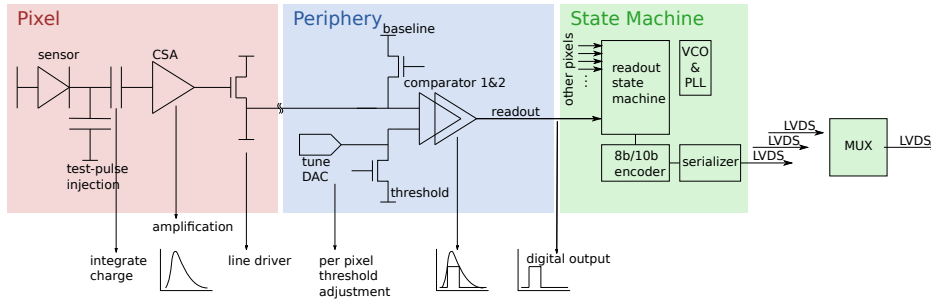 Pixel
Periphery
State Machine
sensor
CSA
baseline
comparator 1&2
other pixels
...
readout
state
machine
VCO
&
PLL
readout
LVDS
LVDS
LVDS
MUX
LVDS
test-pulse
injection
tune
DAC
threshold
8b/10b
encoder
serializer
amplification
integrate
charge
line driver
per pixel
threshold
adjustment
digital output